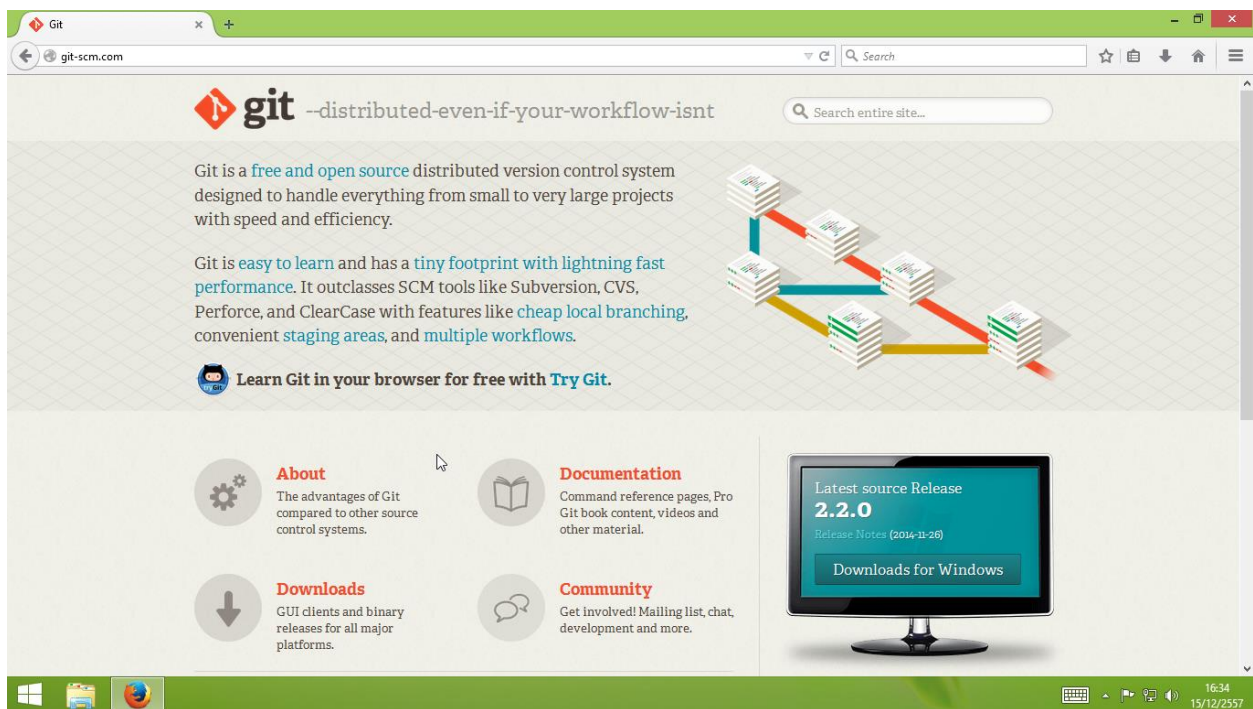 Git
git-scm.com
Search
git --distributed-even-if-your-workflow-isnt
Search entire site...
Git is a free and open source distributed version control system
designed to handle everything from small to very large projects
with speed and efficiency.
Git is easy to learn and has a tiny footprint with lightning fast
performance. It outclasses SCM tools like Subversion, CVS,
Perforce, and ClearCase with features like cheap local branching,
convenient staging areas, and multiple workflows.
Learn Git in your browser for free with Try Git.
About
The advantages of Git
compared to other source
control systems.
Documentation
Command reference pages, Pro
Git book content, videos and
other material.
Downloads
GUI clients and binary
releases for all major
platforms.
Community
Get involved! Mailing list, chat,
development and more.
Latest source Release
2.2.0
Release Notes (2014-11-26)
Downloads for Windows
16:34
15/12/2557